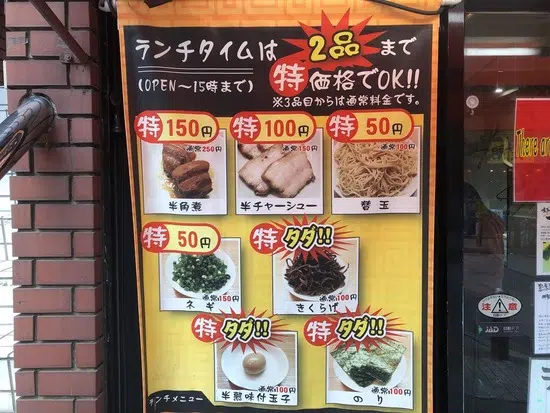 ランチタイムは 2品 まで
(OPEN～15時まで) 特 価格でOK!!
※3品目からは通常料金です。
特 150円 特 100円 特 50円
通常250円 通常150円 通常100円
半角煮 半チャーシュー 替玉
特 50円 特 タダ!!
通常150円 通常100円
ネギ きくらげ
特 タダ!! 特 タダ!!
通常100円 通常100円
半熟味付玉子 のり
ランチメニュー
There
注意
JAD